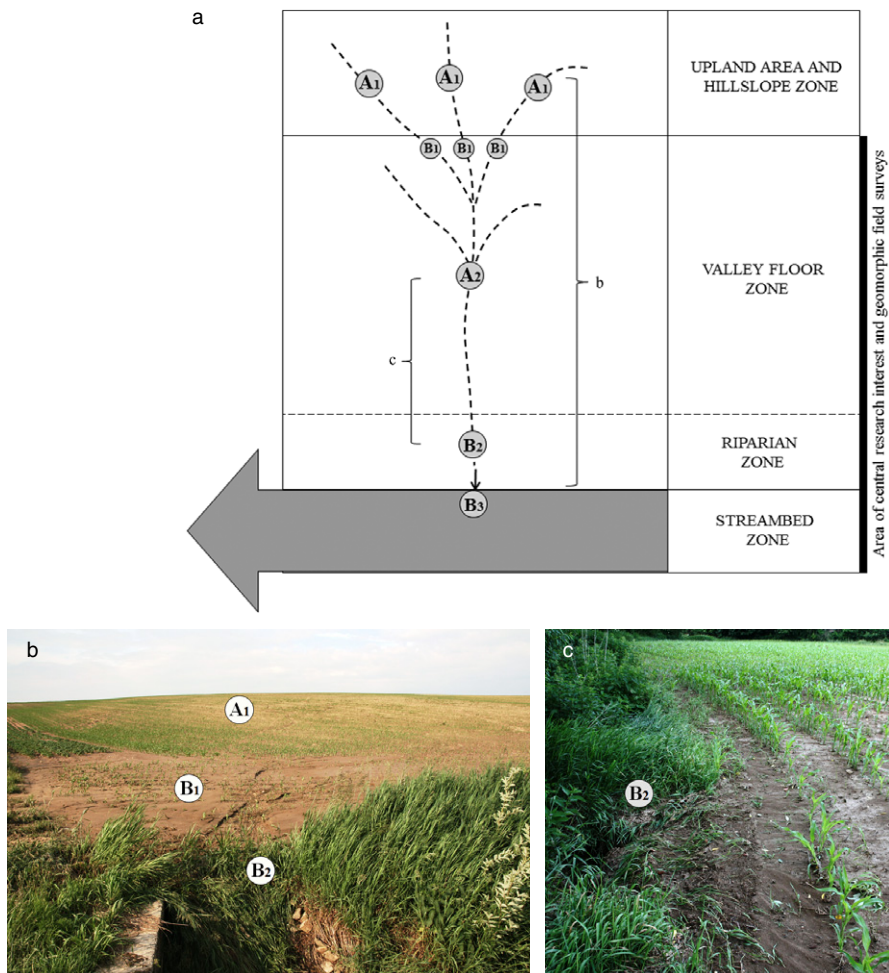 a
A1
A1
A1
UPLAND AREA AND
HILLSLOPE ZONE
B1
B1
B1
A2
b
c
VALLEY FLOOR
ZONE
B2
RIPARIAN
ZONE
B3
STREAMBED
ZONE
Area of central research interest and geomorphic field surveys
b
A1
B1
B2
c
B2